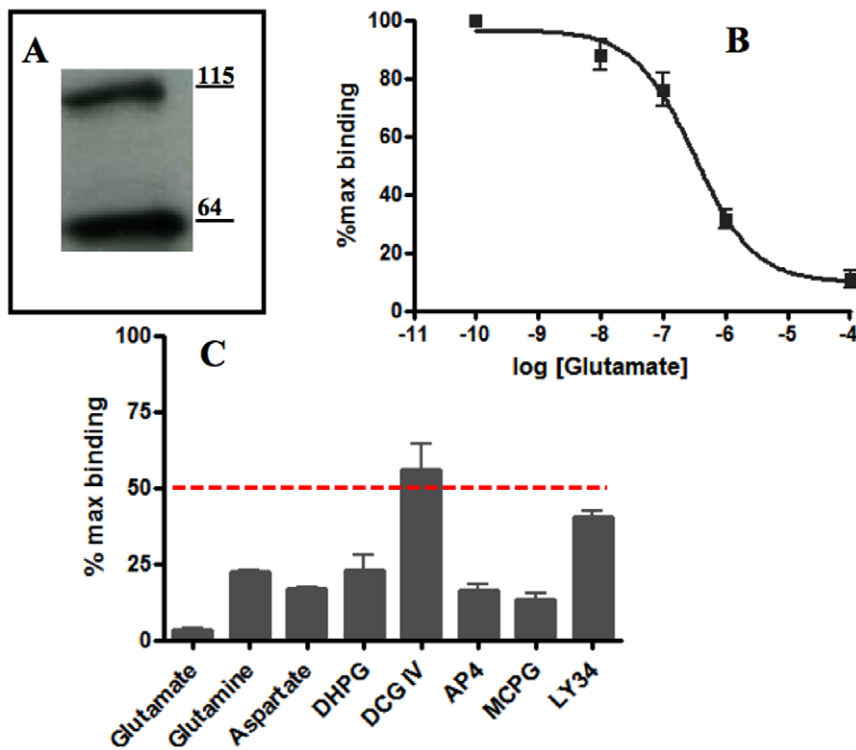 A
115
64
B
%max binding
100
80
60
40
20
0
-11 -10 -9 -8 -7 -6 -5 -4
log [Glutamate]
C
% max binding
100
75
50
25
0
Glutamate Glutamine Aspartate DHPG DCG IV AP4 MCPG LY34